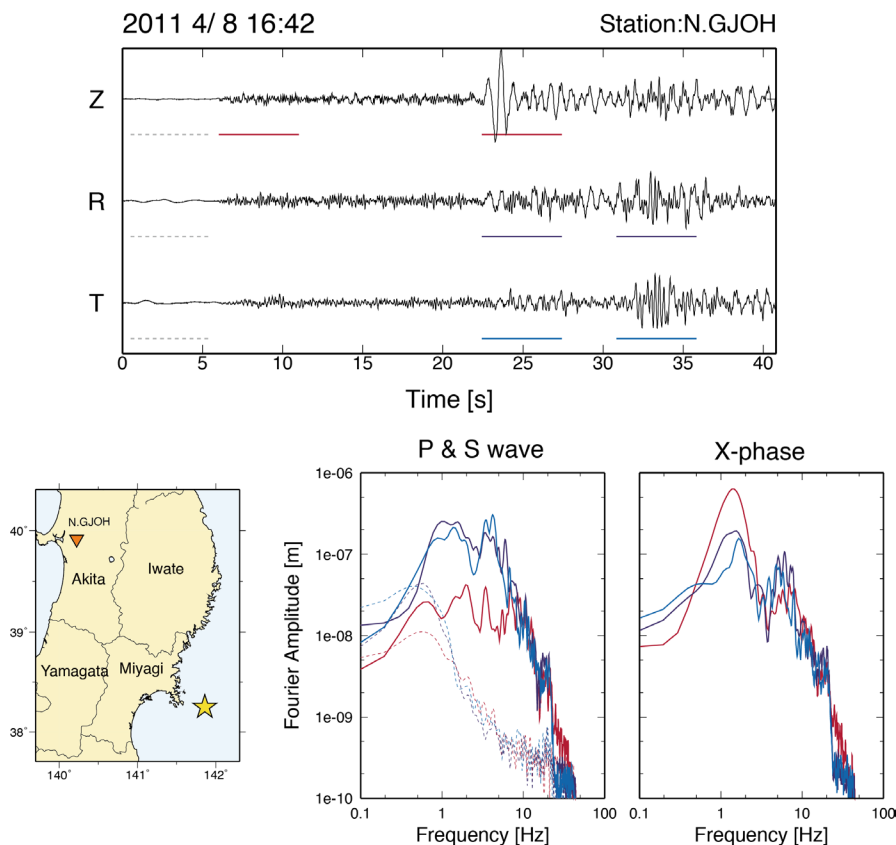 2011 4/ 8 16:42
Station:N.GJOH
Z
R
T
0 5 10 15 20 25 30 35 40
Time [s]
P & S wave
X-phase
40°
39°
38°
140° 141° 142°
N.GJOH
Akita
Iwate
Yamagata
Miyagi
Fourier Amplitude [m]
1e-06
1e-07
1e-08
1e-09
1e-10
0.1 1 10 100
Frequency [Hz]
0.1 1 10 100
Frequency [Hz]